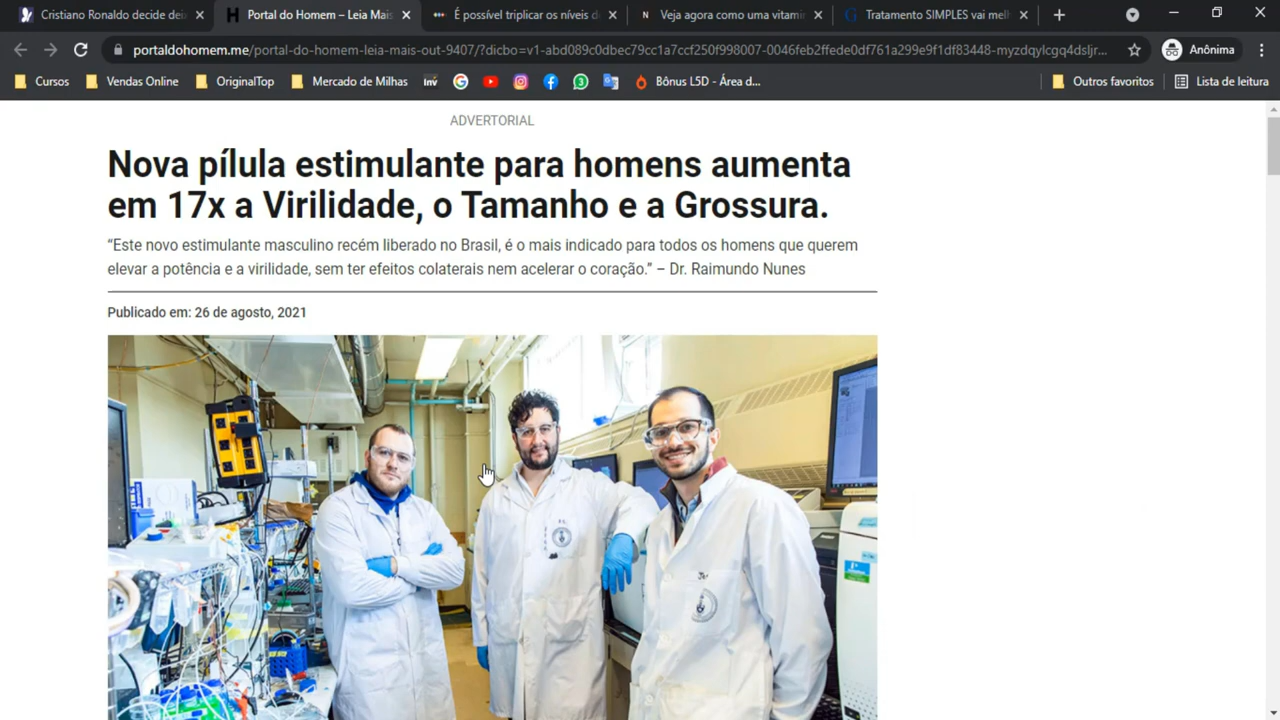 Cristiano Ronaldo decide dei
Portal do Homem – Leia Mais
É possível triplicar os níveis d
Veja agora como uma vitami
Tratamento SIMPLES vai mel
portaldohomem.me/portal-do-homem-leia-mais-out-9407/?dicbo=v1-abd089c0dbec79cc1a7ccf250f998007-0046feb2ffede0df761a299e9f1df83448-myzdqylcgq4dsljr...
Anônima
Cursos
Vendas Online
OriginalTop
Mercado de Milhas
inv
Bônus L5D - Área d...
Outros favoritos
Lista de leitura
ADVERTORIAL
Nova pílula estimulante para homens aumenta
em 17x a Virilidade, o Tamanho e a Grossura.
“Este novo estimulante masculino recém liberado no Brasil, é o mais indicado para todos os homens que querem
elevar a potência e a virilidade, sem ter efeitos colaterais nem acelerar o coração.” – Dr. Raimundo Nunes
Publicado em: 26 de agosto, 2021